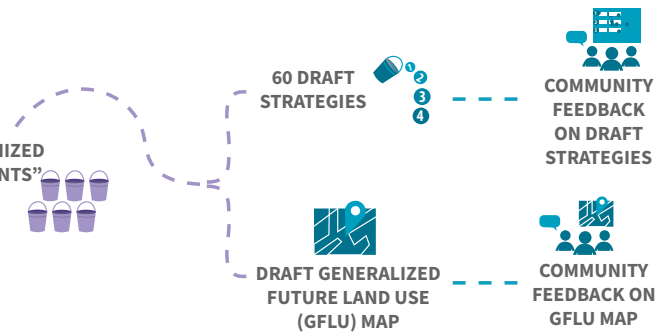 NIZED
NTS”
60 DRAFT
STRATEGIES
1
2
3
4
COMMUNITY
FEEDBACK
ON DRAFT
STRATEGIES
DRAFT GENERALIZED
FUTURE LAND USE
(GFLU) MAP
COMMUNITY
FEEDBACK ON
GFLU MAP